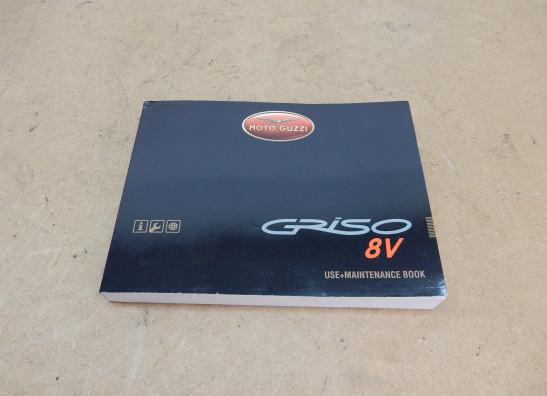 MOTO GUZZI
GRiSO
8V
USE+MAINTENANCE BOOK